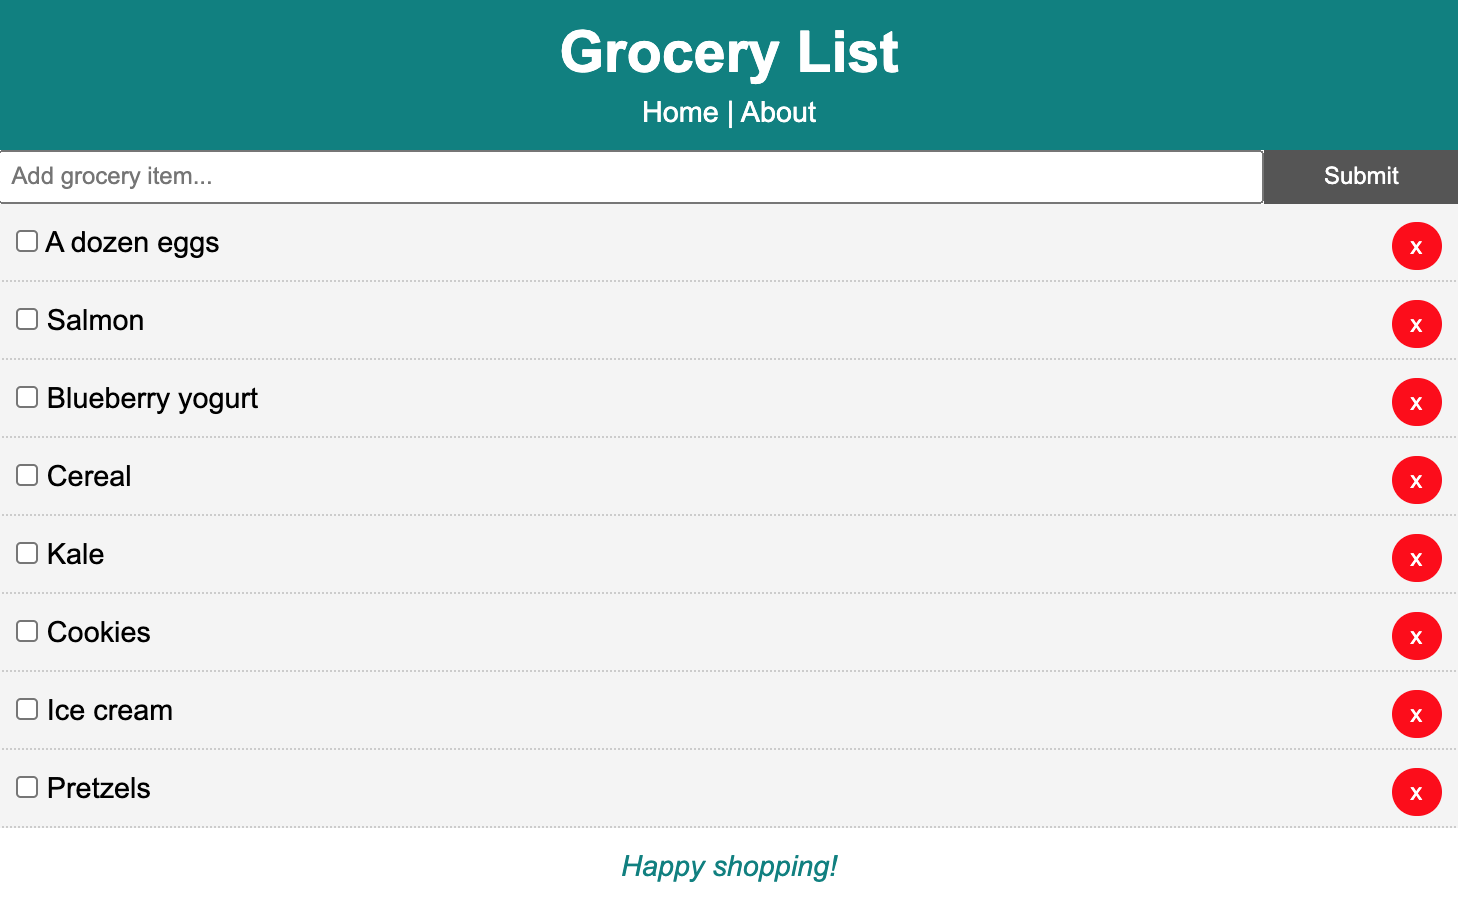 Grocery List
Home | About
Add grocery item...
Submit
A dozen eggs
x
Salmon
x
Blueberry yogurt
x
Cereal
x
Kale
x
Cookies
x
Ice cream
x
Pretzels
x
Happy shopping!